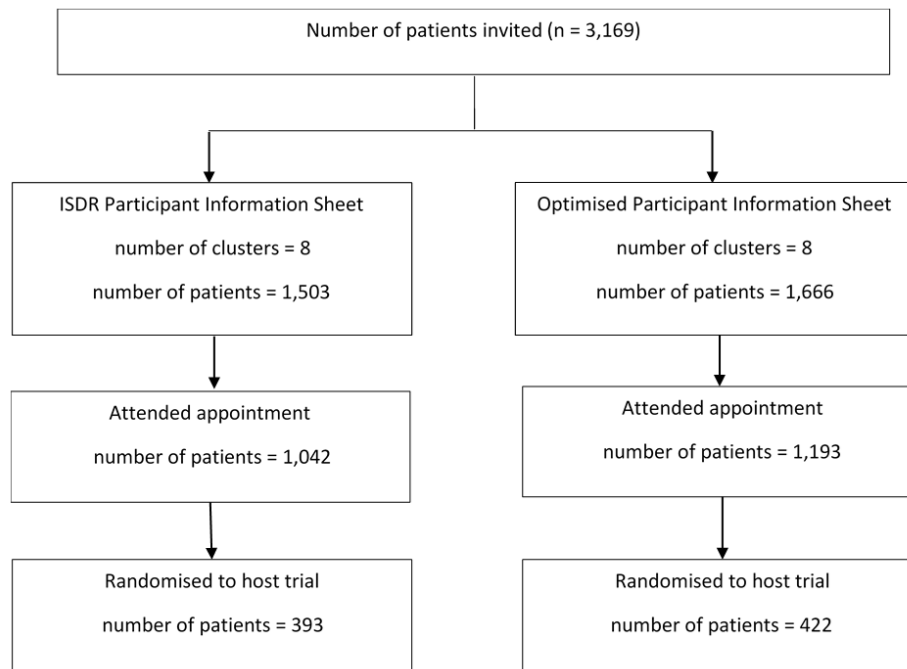 Number of patients invited (n = 3,169)
ISDR Participant Information Sheet
number of clusters = 8
number of patients = 1,503
Optimised Participant Information Sheet
number of clusters = 8
number of patients = 1,666
Attended appointment
number of patients = 1,042
Attended appointment
number of patients = 1,193
Randomised to host trial
number of patients = 393
Randomised to host trial
number of patients = 422